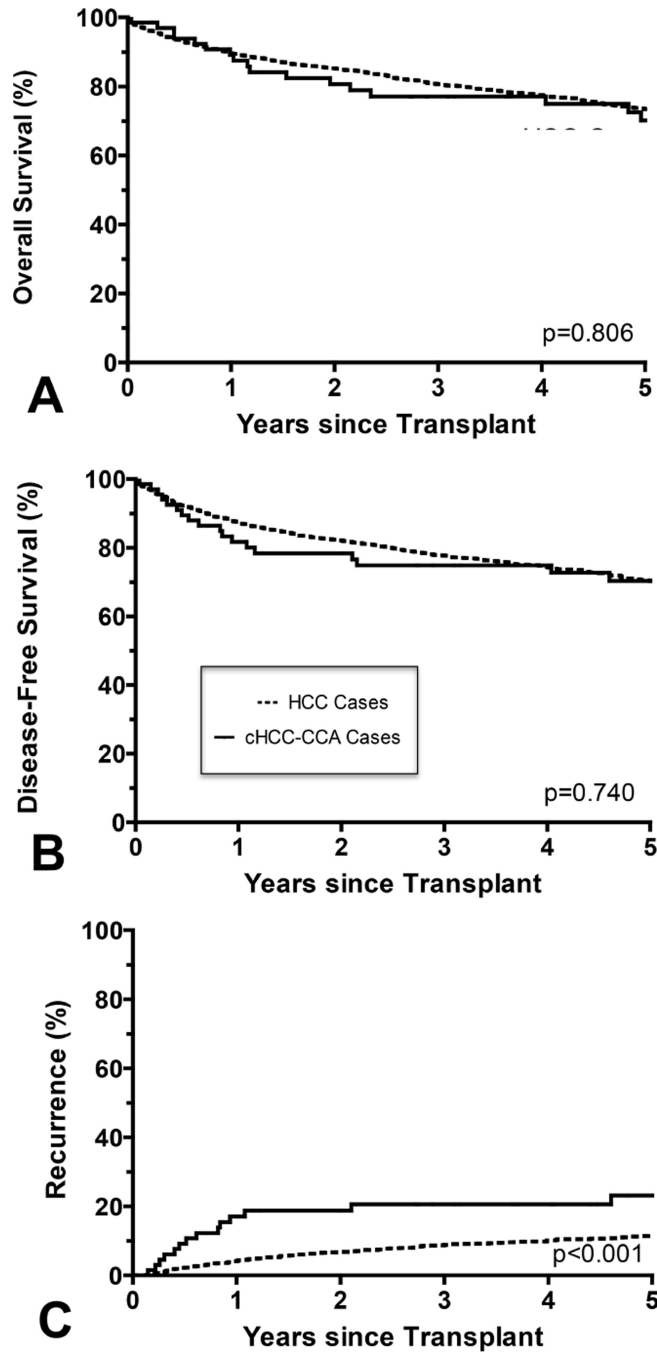 100
80
60
40
20
0
Overall Survival (%)
p=0.806
0 1 2 3 4 5
Years since Transplant
A
100
80
60
40
20
0
Disease-Free Survival (%)
HCC Cases
cHCC-CCA Cases
p=0.740
0 1 2 3 4 5
Years since Transplant
B
100
80
60
40
20
0
Recurrence (%)
p<0.001
0 1 2 3 4 5
Years since Transplant
C